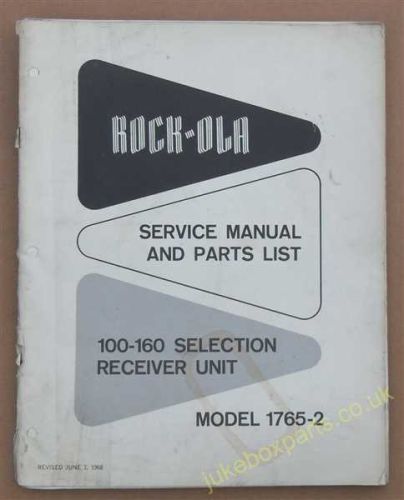 ROCK-OLA
SERVICE MANUAL
AND PARTS LIST
100-160 SELECTION
RECEIVER UNIT
MODEL 1765-2
REVISED JUNE 1, 1968
jukeboxparts.co.uk